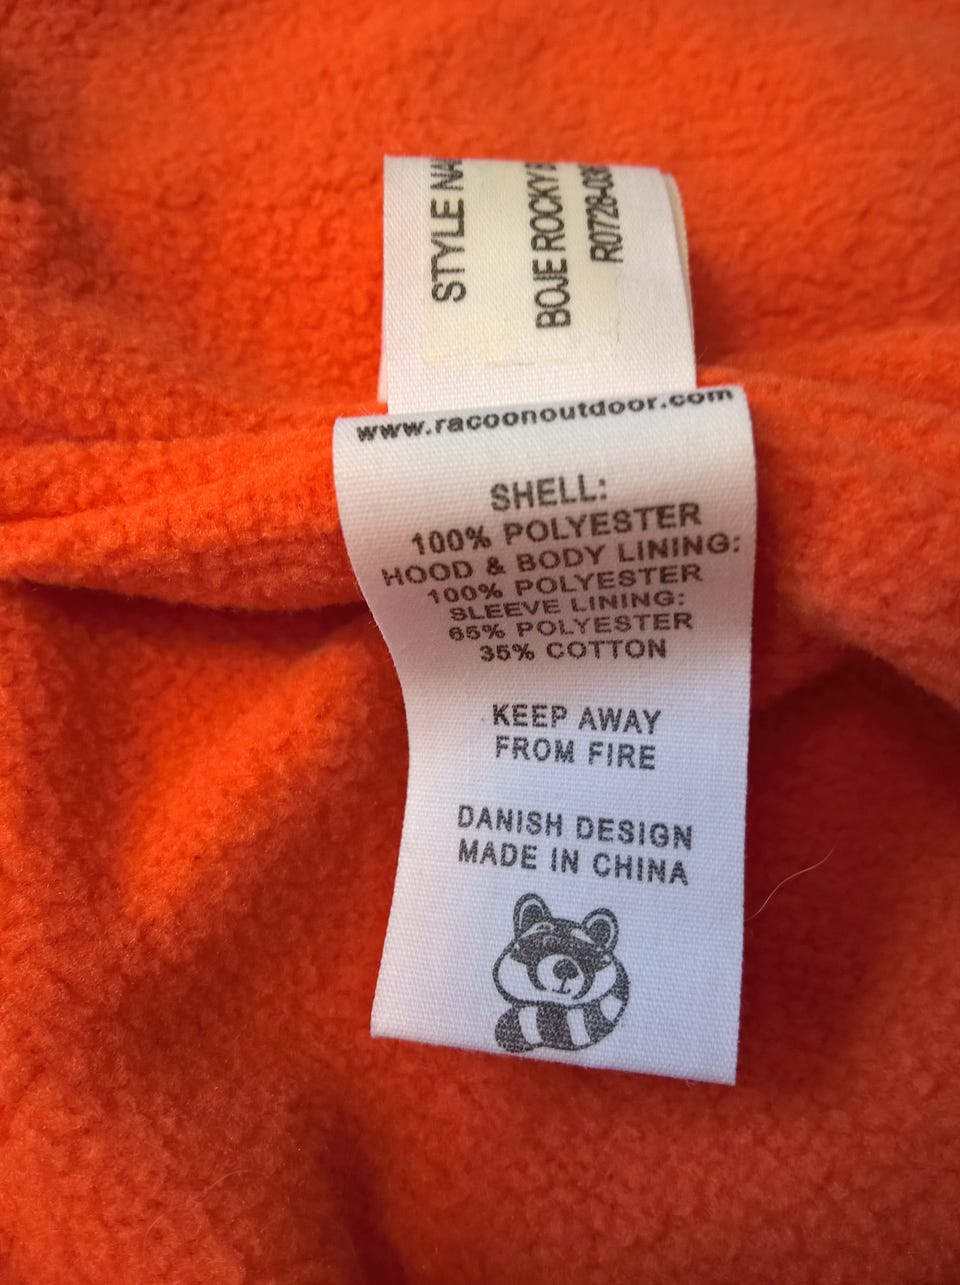 STYLE
BOJE ROCKY
www.racoonoutdoor.com
SHELL:
100% POLYESTER
HOOD & BODY LINING:
100% POLYESTER
SLEEVE LINING:
65% POLYESTER
35% COTTON
KEEP AWAY
FROM FIRE
DANISH DESIGN
MADE IN CHINA